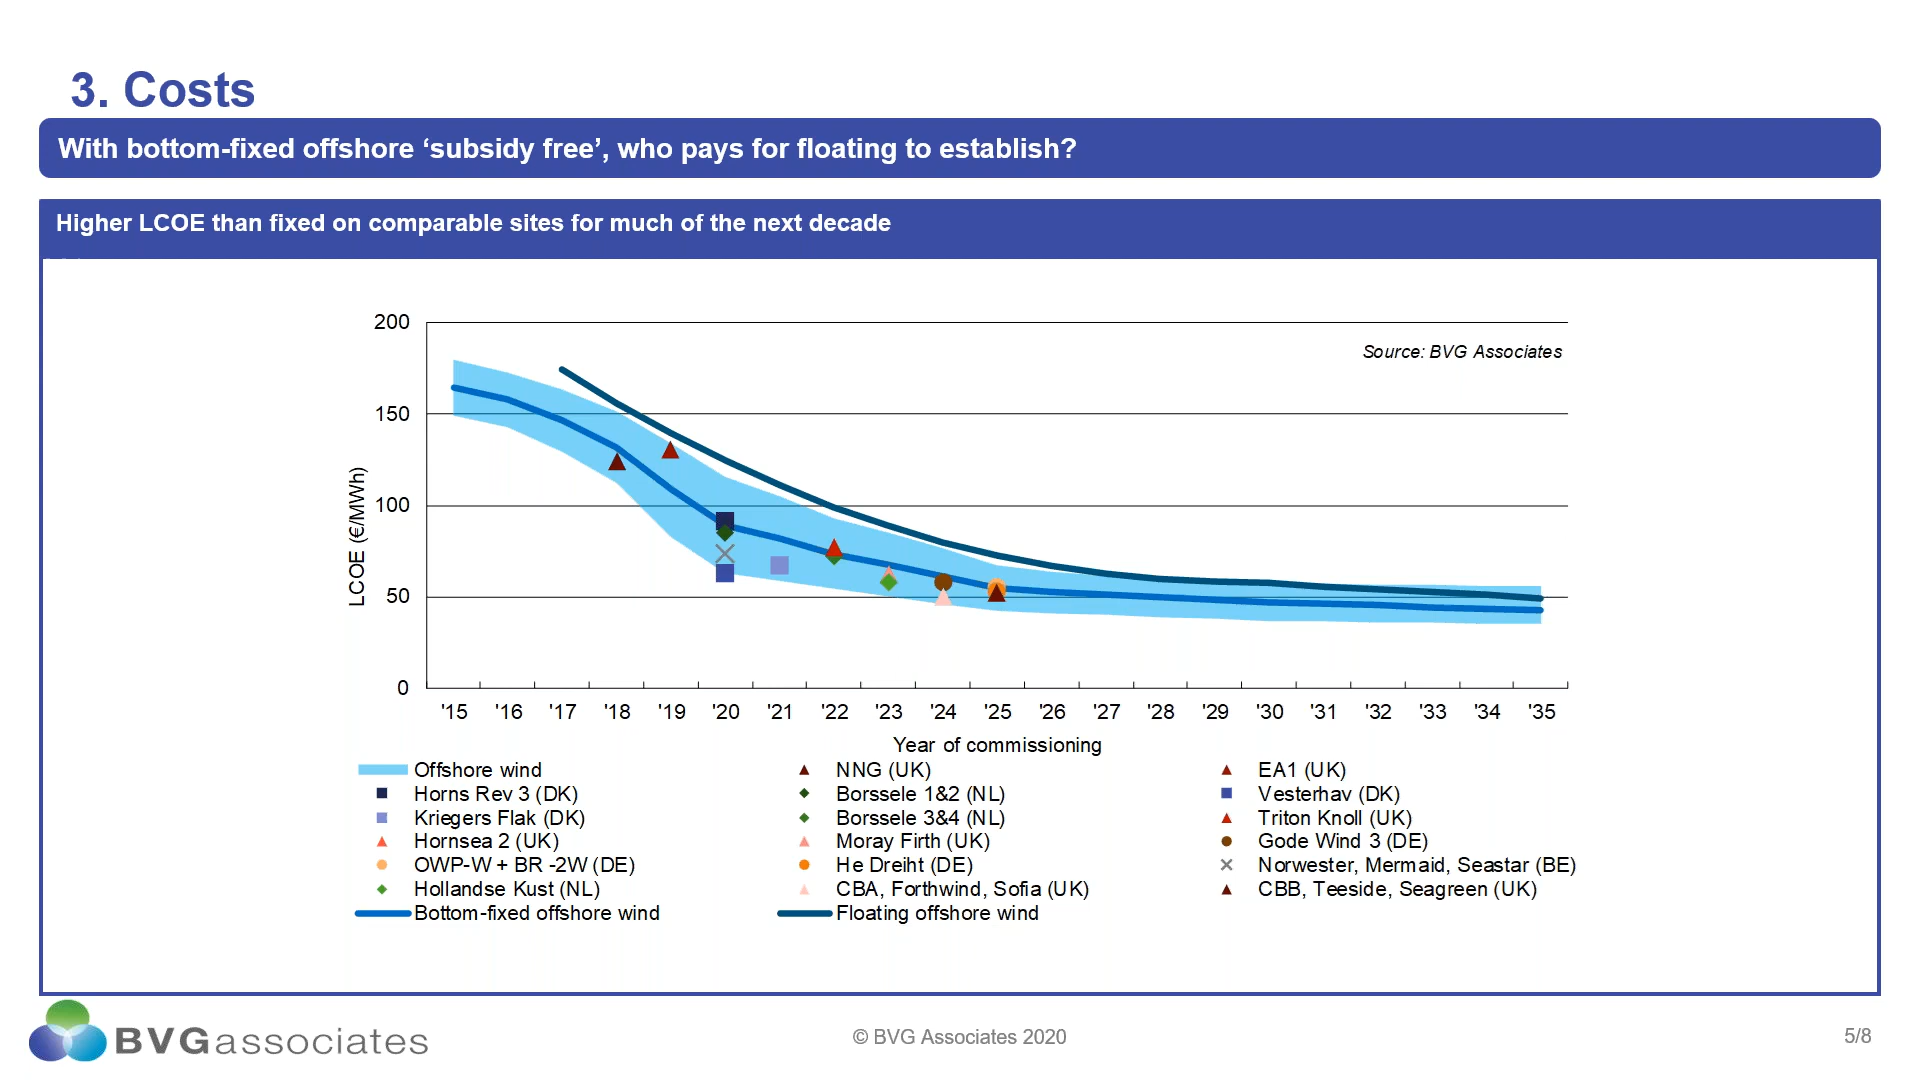 3. Costs
With bottom-fixed offshore ‘subsidy free’, who pays for floating to establish?
Higher LCOE than fixed on comparable sites for much of the next decade
Source: BVG Associates
LCOE (€/MWh)
200
150
100
50
0
'15 '16 '17 '18 '19 '20 '21 '22 '23 '24 '25 '26 '27 '28 '29 '30 '31 '32 '33 '34 '35
Year of commissioning
Offshore wind NNG (UK) EA1 (UK)
Horns Rev 3 (DK) Borssele 1&2 (NL) Vesterhav (DK)
Kriegers Flak (DK) Borssele 3&4 (NL) Triton Knoll (UK)
Hornsea 2 (UK) Moray Firth (UK) Gode Wind 3 (DE)
OWP-W + BR -2W (DE) He Dreiht (DE) Norwester, Mermaid, Seastar (BE)
Hollandse Kust (NL) CBA, Forthwind, Sofia (UK) CBB, Teeside, Seagreen (UK)
Bottom-fixed offshore wind Floating offshore wind
BVGassociates
© BVG Associates 2020
5/8